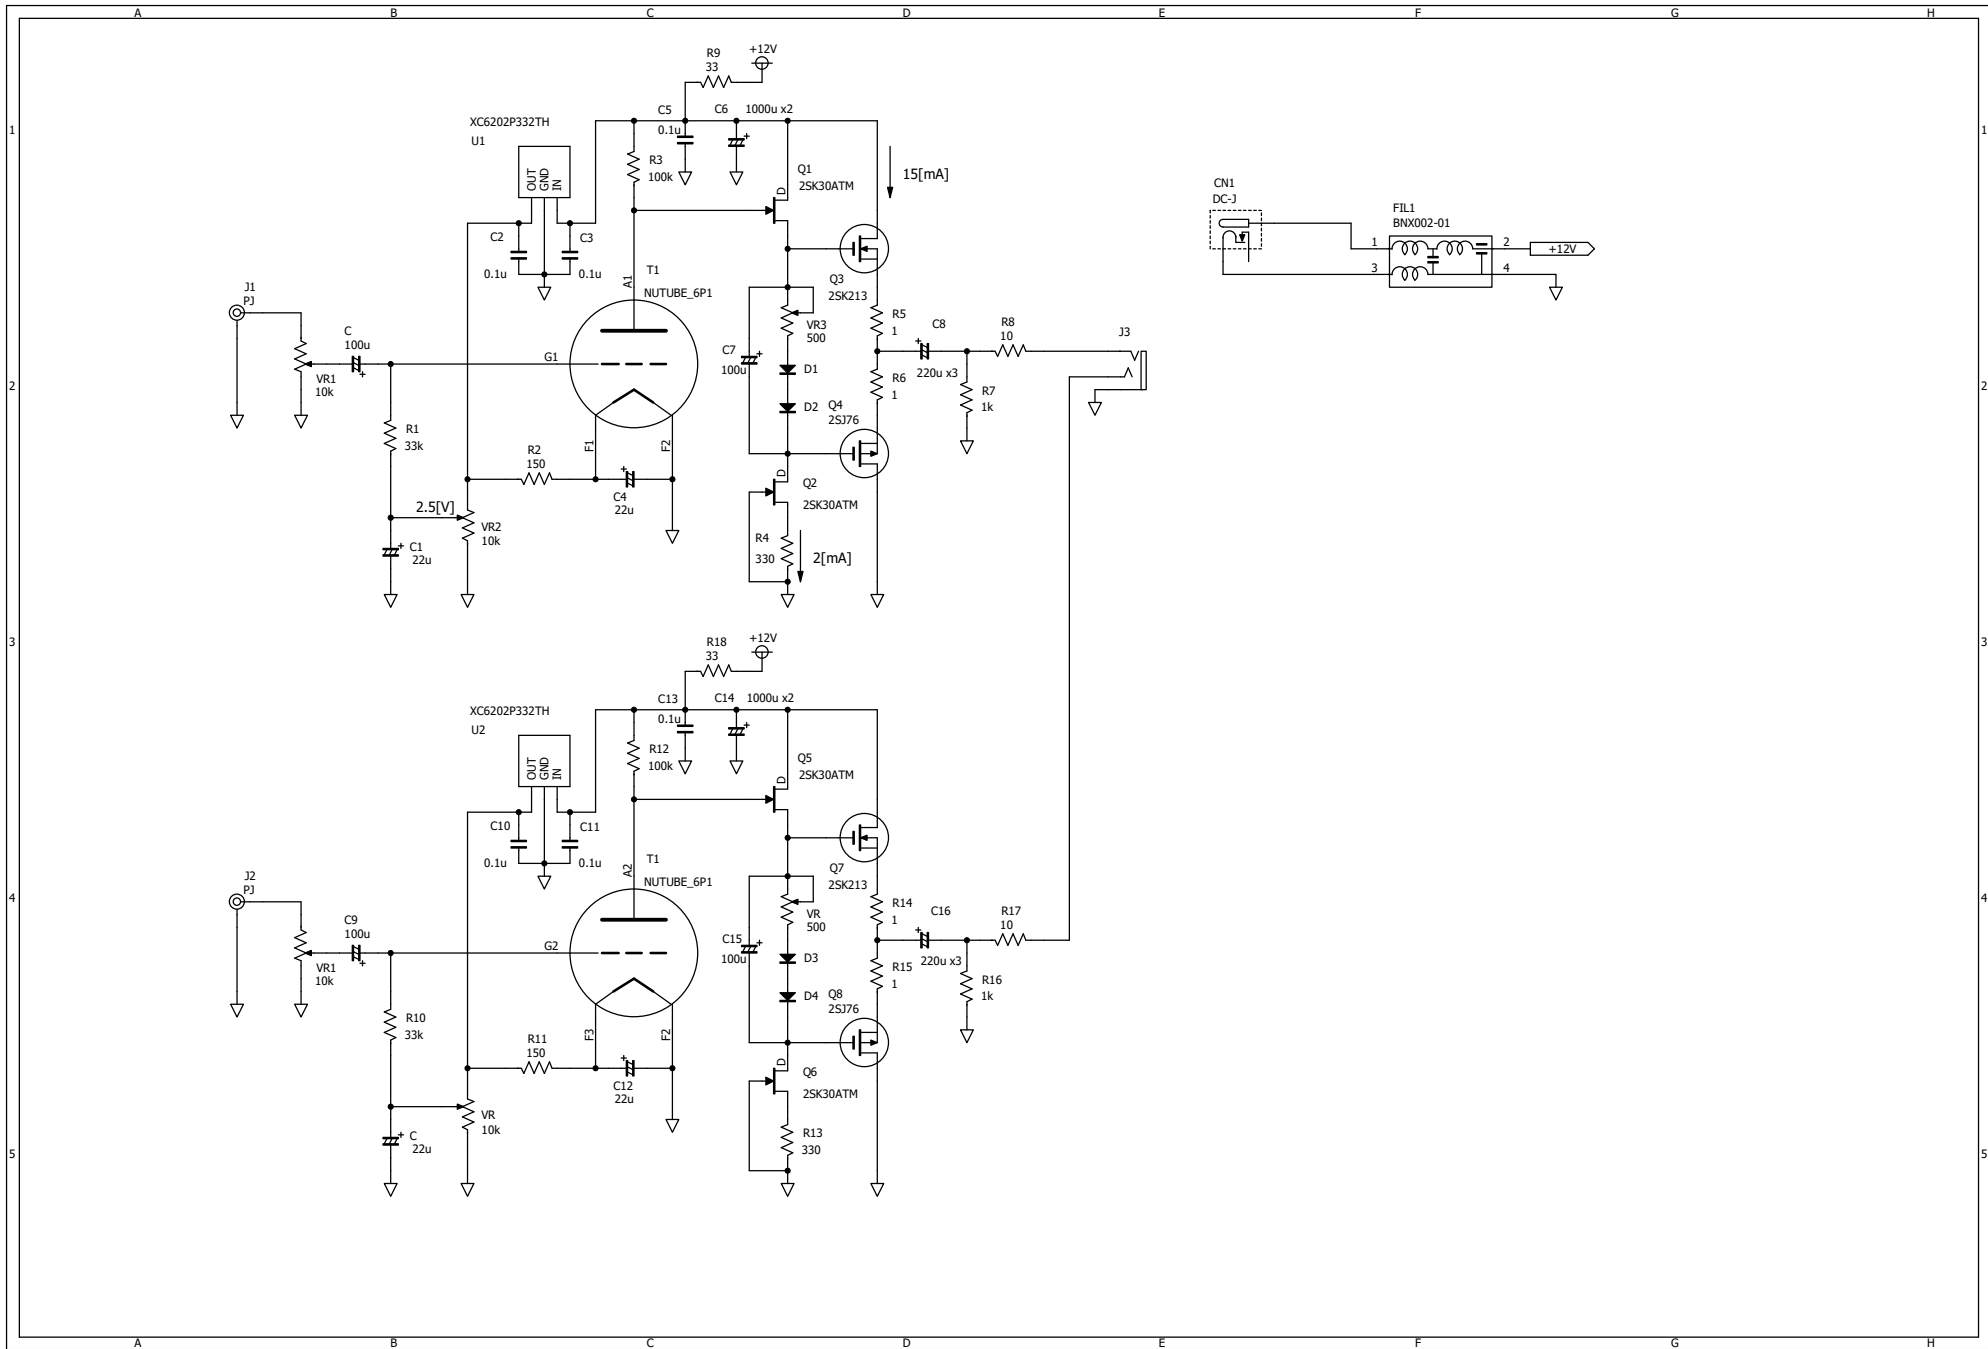 A B C D E F G H
1
2
3
4
5
1
2
3
4
5
R9
33
+12V
C5
0.1u
C6 1000u x2
XC6202P332TH
U1
OUT
GND
IN
R3
100k
Q1
2SK30ATM
D
15[mA]
C2
0.1u
C3
0.1u
A1
T1
NUTUBE_6P1
Q3
2SK213
J1
PJ
VR1
10k
C
100u
G1
C7
100u
VR3
500
D1
D2
R5
1
R6
1
C8
220u x3
R8
10
R7
1k
J3
Q4
2SJ76
R1
33k
R2
150
F1
F2
C4
22u
D
Q2
2SK30ATM
2.5[V]
VR2
10k
C1
22u
R4
330
2[mA]
CN1
DC-J
FIL1
BNX002-01
1
2
3
4
+12V
R18
33
+12V
C13
0.1u
C14 1000u x2
XC6202P332TH
U2
OUT
GND
IN
R12
100k
Q5
2SK30ATM
D
C10
0.1u
C11
0.1u
A2
T1
NUTUBE_6P1
Q7
2SK213
J2
PJ
VR1
10k
C9
100u
G2
C15
100u
VR
500
D3
D4
R14
1
R15
1
C16
220u x3
R17
10
R16
1k
Q8
2SJ76
R10
33k
R11
150
F3
F2
C12
22u
D
Q6
2SK30ATM
VR
10k
C
22u
R13
330
A B C D E F G H